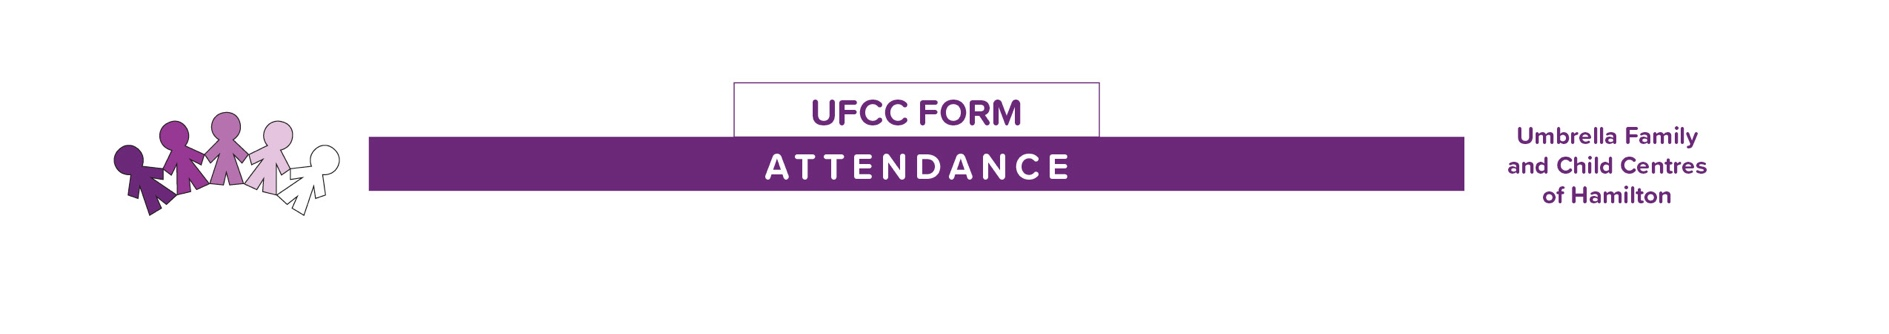 UFCC FORM
ATTENDANCE
Umbrella Family
and Child Centres
of Hamilton